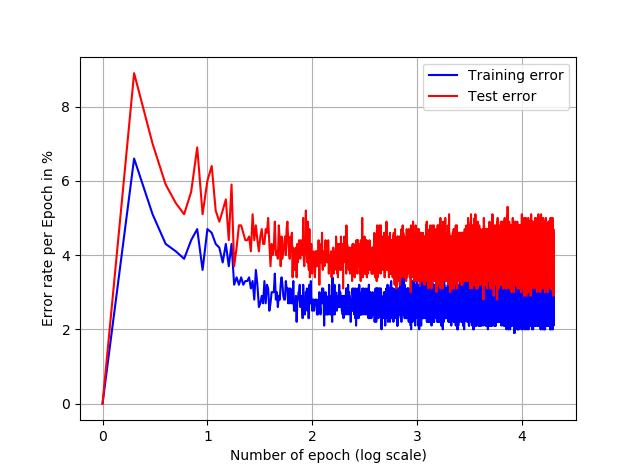 Training error
Test error
Error rate per Epoch in %
8
6
4
2
0
0 1 2 3 4
Number of epoch (log scale)